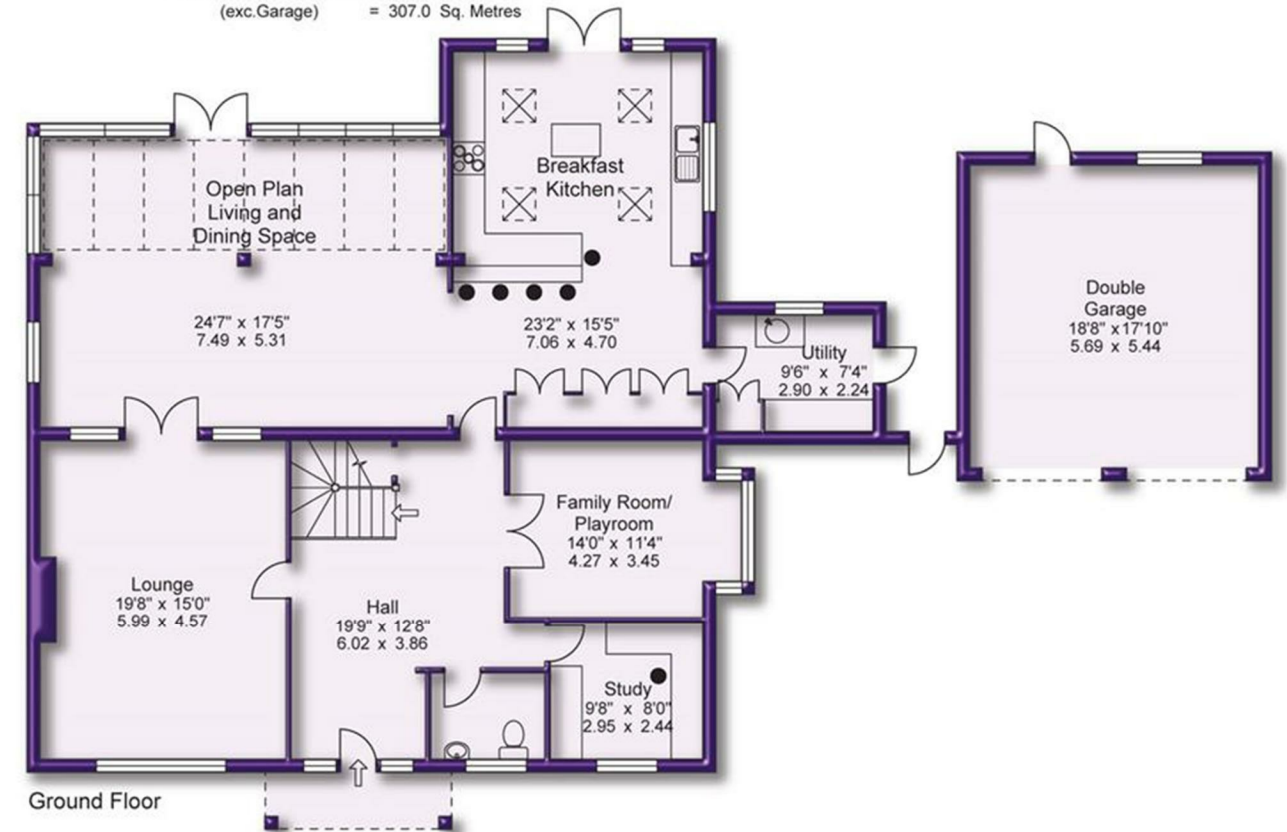 (exc.Garage) = 307.0 Sq. Metres
Open Plan
Living and
Dining Space
24'7" x 17'5"
7.49 x 5.31
Breakfast
Kitchen
23'2" x 15'5"
7.06 x 4.70
Utility
9'6" x 7'4"
2.90 x 2.24
Double
Garage
18'8" x 17'10"
5.69 x 5.44
Family Room/
Playroom
14'0" x 11'4"
4.27 x 3.45
Lounge
19'8" x 15'0"
5.99 x 4.57
Hall
19'9" x 12'8"
6.02 x 3.86
Study
9'8" x 8'0"
2.95 x 2.44
Ground Floor